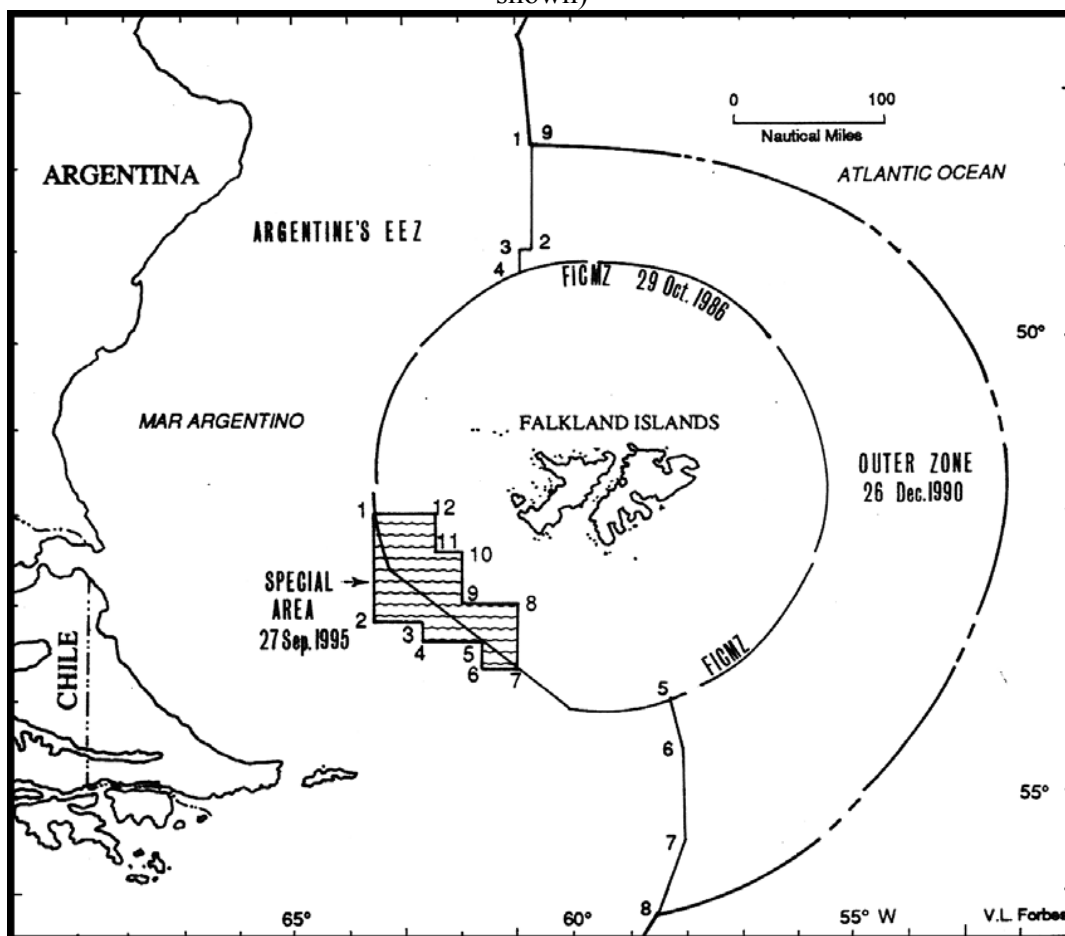 shown)
0 100
Nautical Miles
1 9
ARGENTINA
ATLANTIC OCEAN
ARGENTINE'S EEZ
3 2
4
FICMZ 29 Oct. 1986
50°
MAR ARGENTINO
FALKLAND ISLANDS
OUTER ZONE
26 Dec. 1990
1 12
11 10
SPECIAL
AREA
27 Sep. 1995
9 8
2
3
4
5
6 7
CHILE
FICMZ
5
6
7
8
55°
65° 60° 55° W
V.L. Forbes